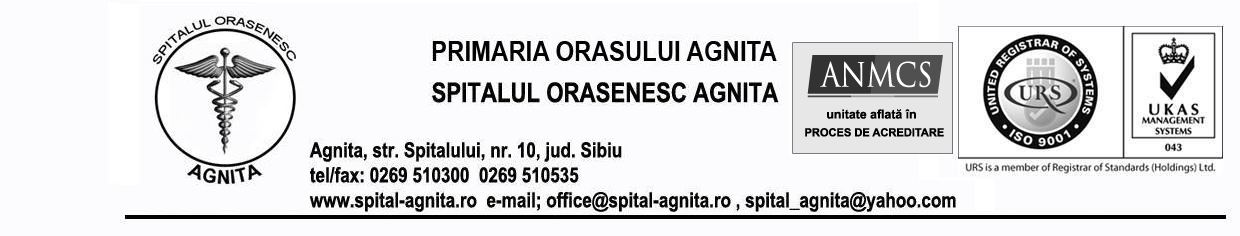 SPITALUL ORASENESC
AGNITA
PRIMARIA ORASULUI AGNITA
SPITALUL ORASENESC AGNITA
Agnita, str. Spitalului, nr. 10, jud. Sibiu
tel/fax: 0269 510300 0269 510535
www.spital-agnita.ro e-mail; office@spital-agnita.ro , spital_agnita@yahoo.com
ANMCS
unitate aflată în
PROCES DE ACREDITARE
UNITED REGISTRAR OF SYSTEMS
URS
ISO 9001
UKAS
MANAGEMENT
SYSTEMS
043
URS is a member of Registrar of Standards (Holdings) Ltd.